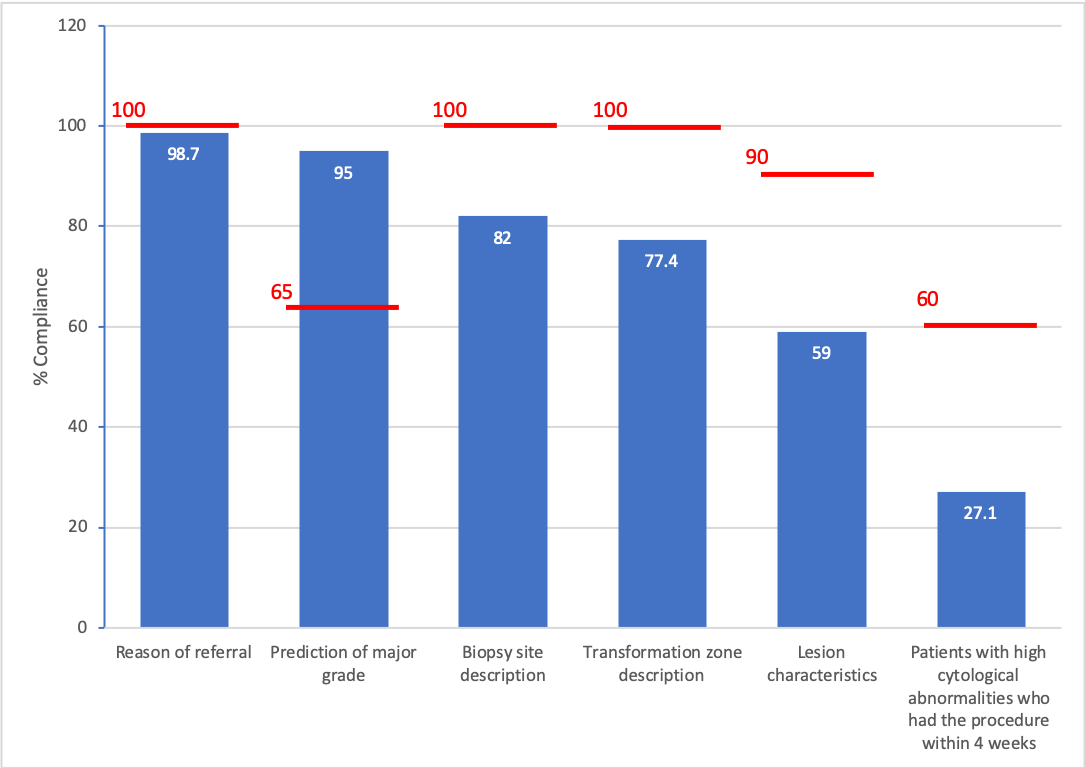 120
100
80
60
40
20
0
% Compliance
100
65
100
100
90
60
98.7
95
82
77.4
59
27.1
Reason of referral
Prediction of major
grade
Biopsy site
description
Transformation zone
description
Lesion
characteristics
Patients with high
cytological
abnormalities who
had the procedure
within 4 weeks